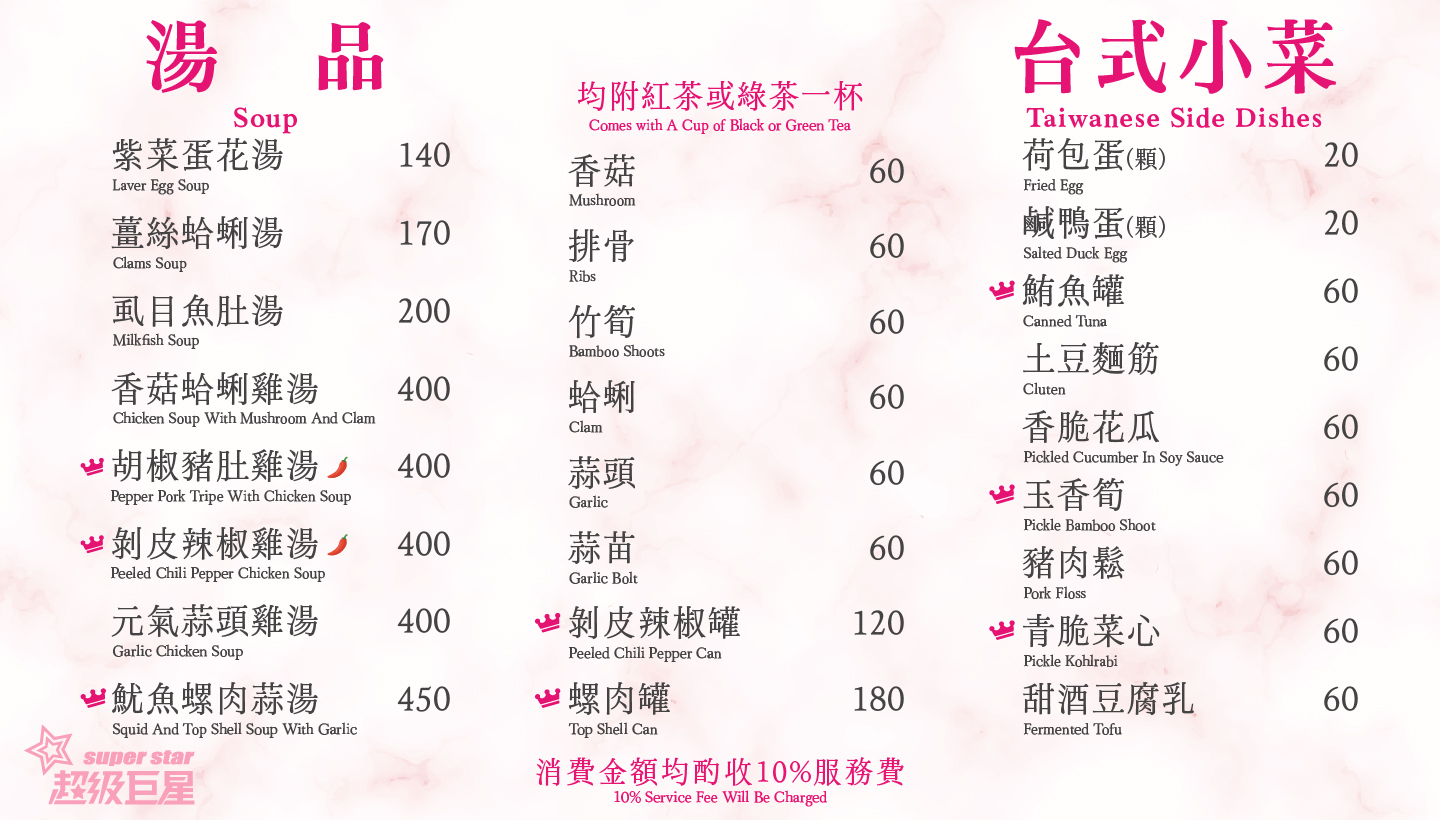 湯 品
Soup
紫菜蛋花湯 140
Laver Egg Soup
薑絲蛤蜊湯 170
Clams Soup
虱目魚肚湯 200
Milkfish Soup
香菇蛤蜊雞湯 400
Chicken Soup With Mushroom And Clam
胡椒豬肚雞湯 400
Pepper Pork Tripe With Chicken Soup
剝皮辣椒雞湯 400
Peeled Chili Pepper Chicken Soup
元氣蒜頭雞湯 400
Garlic Chicken Soup
魷魚螺肉蒜湯 450
Squid And Top Shell Soup With Garlic
super star
超级巨星
均附紅茶或綠茶一杯
Comes with A Cup of Black or Green Tea
香菇 60
Mushroom
排骨 60
Ribs
竹筍 60
Bamboo Shoots
蛤蜊 60
Clam
蒜頭 60
Garlic
蒜苗 60
Garlic Bolt
剝皮辣椒罐 120
Peeled Chili Pepper Can
螺肉罐 180
Top Shell Can
消費金額均酌收10%服務費
10% Service Fee Will Be Charged
台式小菜
Taiwanese Side Dishes
荷包蛋(顆) 20
Fried Egg
鹹鴨蛋(顆) 20
Salted Duck Egg
鮪魚罐 60
Canned Tuna
土豆麵筋 60
Cluten
香脆花瓜 60
Pickled Cucumber In Soy Sauce
玉香筍 60
Pickle Bamboo Shoot
豬肉鬆 60
Pork Floss
青脆菜心 60
Pickle Kohlrabi
甜酒豆腐乳 60
Fermented Tofu